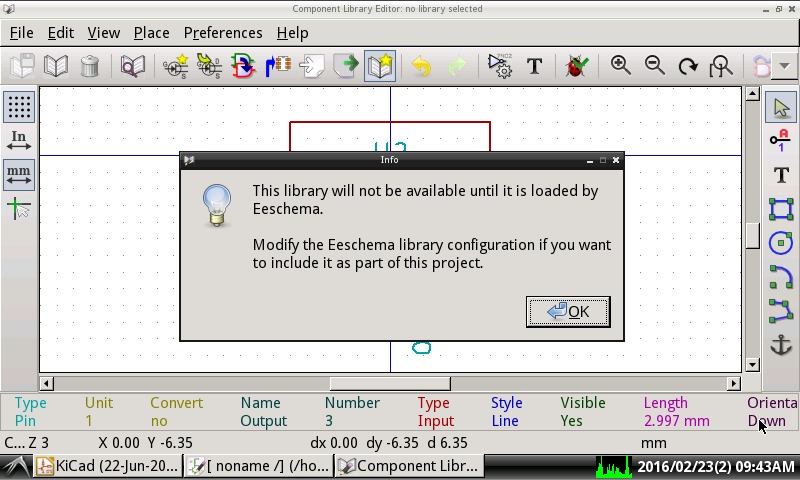 Component Library Editor: no library selected
File Edit View Place Preferences Help
In
mm
Info
This library will not be available until it is loaded by
Eeschema.
Modify the Eeschema library configuration if you want
to include it as part of this project.
OK
Type Unit Convert Name Number Type Style Visible Length Orienta
Pin 1 no Output 3 Input Line Yes 2.997 mm Down
C... Z 3 X 0.00 Y -6.35 dx 0.00 dy -6.35 d 6.35 mm
KiCad (22-Jun-20... [ noname /] (/ho... Component Libr... 2016/02/23(2) 09:43AM